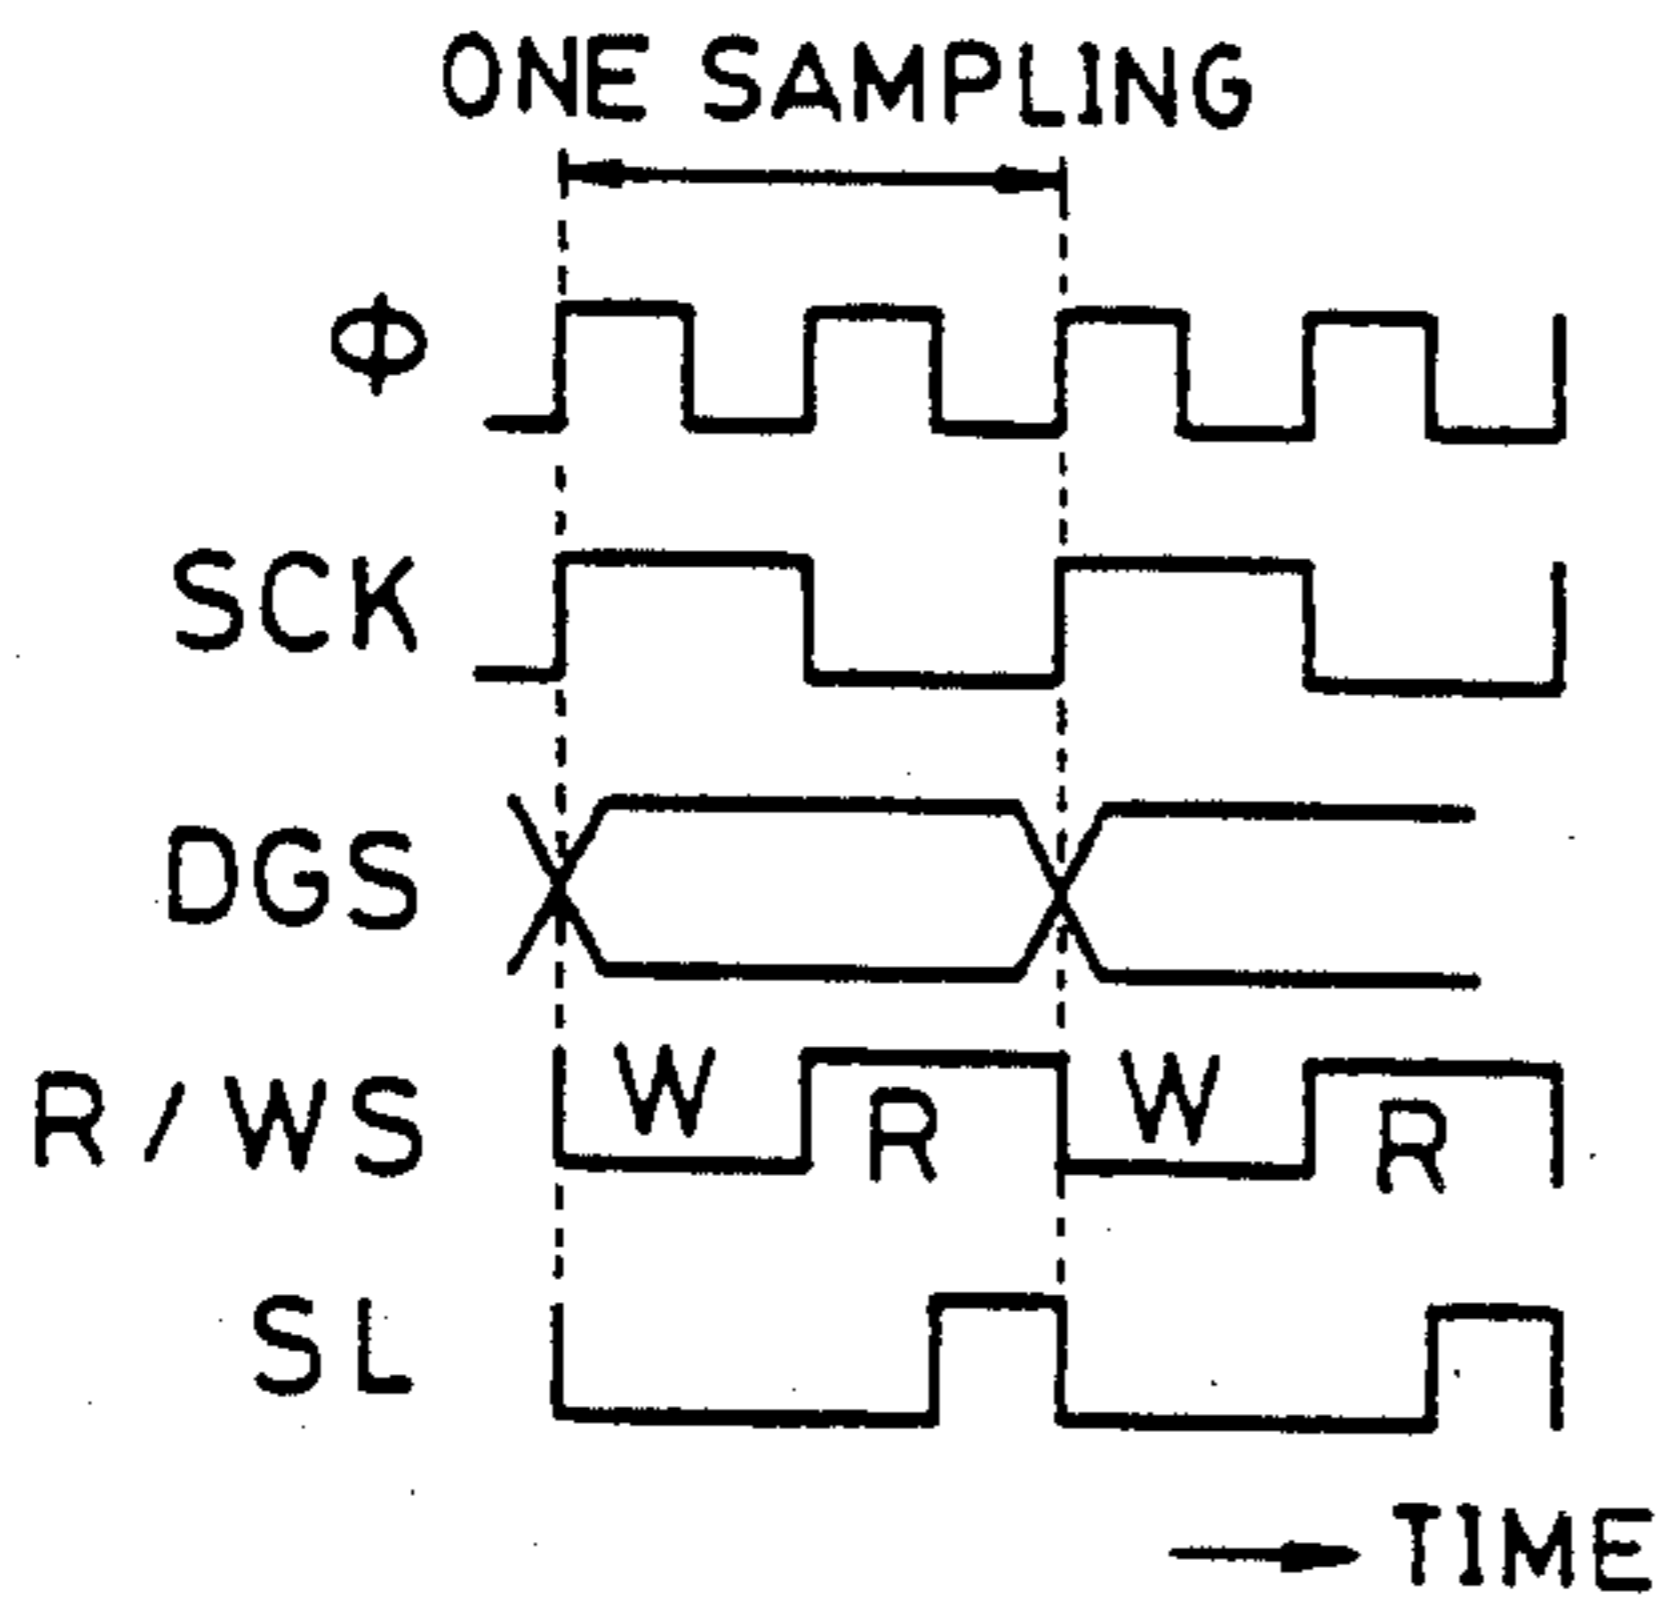 ONE SAMPLING
Φ
SCK
DGS
R/WS W R W R
SL
TIME